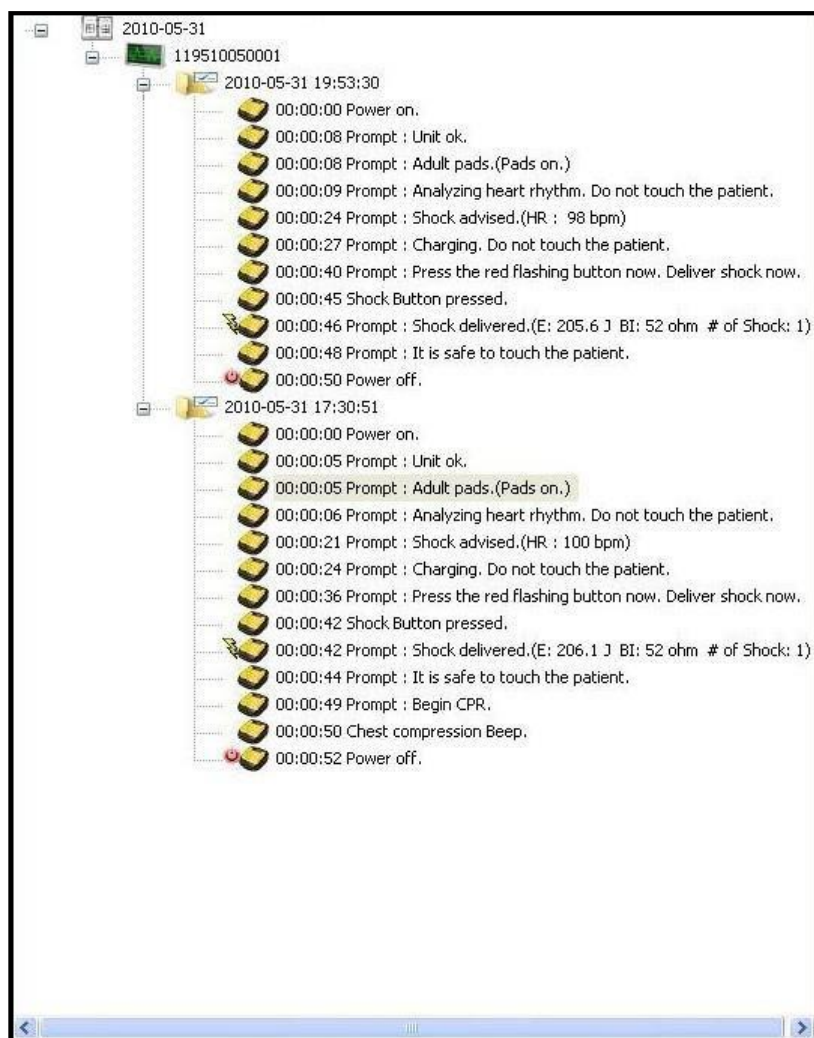 2010-05-31
119510050001
2010-05-31 19:53:30
00:00:00 Power on.
00:00:08 Prompt : Unit ok.
00:00:08 Prompt : Adult pads.(Pads on.)
00:00:09 Prompt : Analyzing heart rhythm. Do not touch the patient.
00:00:24 Prompt : Shock advised.(HR :  98 bpm)
00:00:27 Prompt : Charging. Do not touch the patient.
00:00:40 Prompt : Press the red flashing button now. Deliver shock now.
00:00:45 Shock Button pressed.
00:00:46 Prompt : Shock delivered.(E: 205.6 J  BI: 52 ohm  # of Shock: 1)
00:00:48 Prompt : It is safe to touch the patient.
00:00:50 Power off.
2010-05-31 17:30:51
00:00:00 Power on.
00:00:05 Prompt : Unit ok.
00:00:05 Prompt : Adult pads.(Pads on.)
00:00:06 Prompt : Analyzing heart rhythm. Do not touch the patient.
00:00:21 Prompt : Shock advised.(HR : 100 bpm)
00:00:24 Prompt : Charging. Do not touch the patient.
00:00:36 Prompt : Press the red flashing button now. Deliver shock now.
00:00:42 Shock Button pressed.
00:00:42 Prompt : Shock delivered.(E: 206.1 J  BI: 52 ohm  # of Shock: 1)
00:00:44 Prompt : It is safe to touch the patient.
00:00:49 Prompt : Begin CPR.
00:00:50 Chest compression Beep.
00:00:52 Power off.